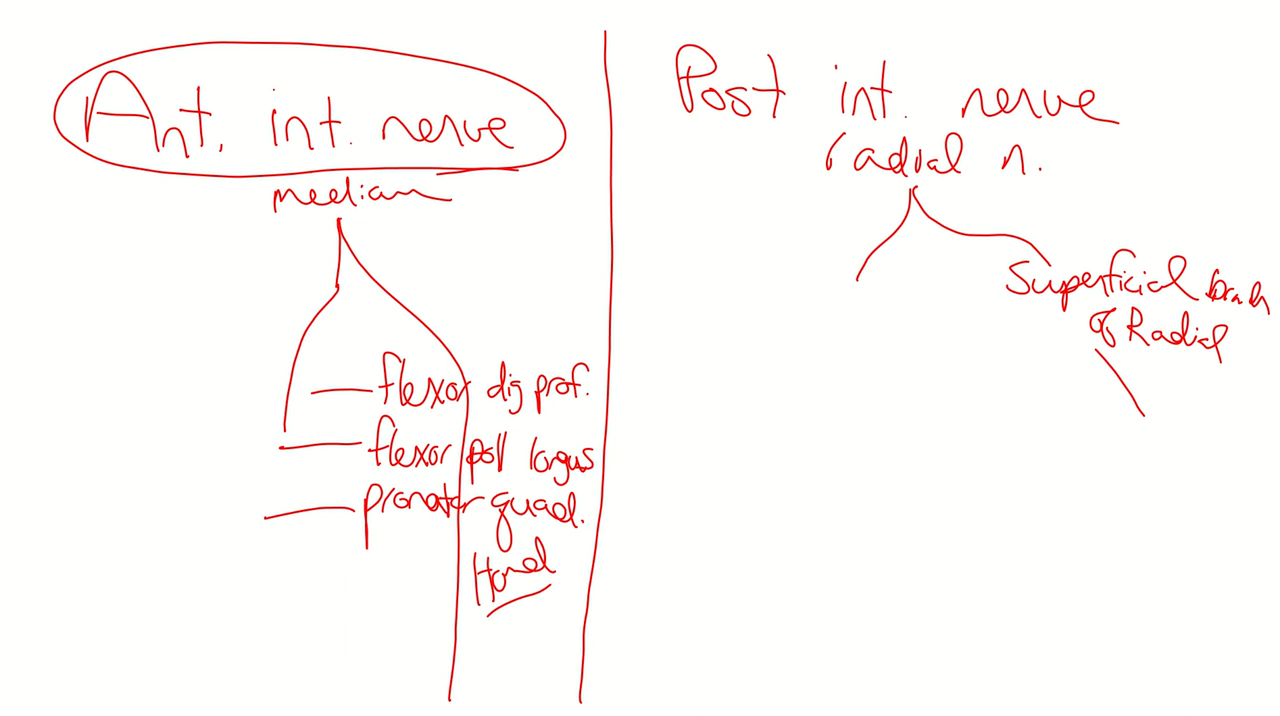 Ant. int. nerve
median
flexor dig prof.
flexor poll longus
pronator quad.
Hand
Post int. nerve
radial n.
Superficial branch
of Radial